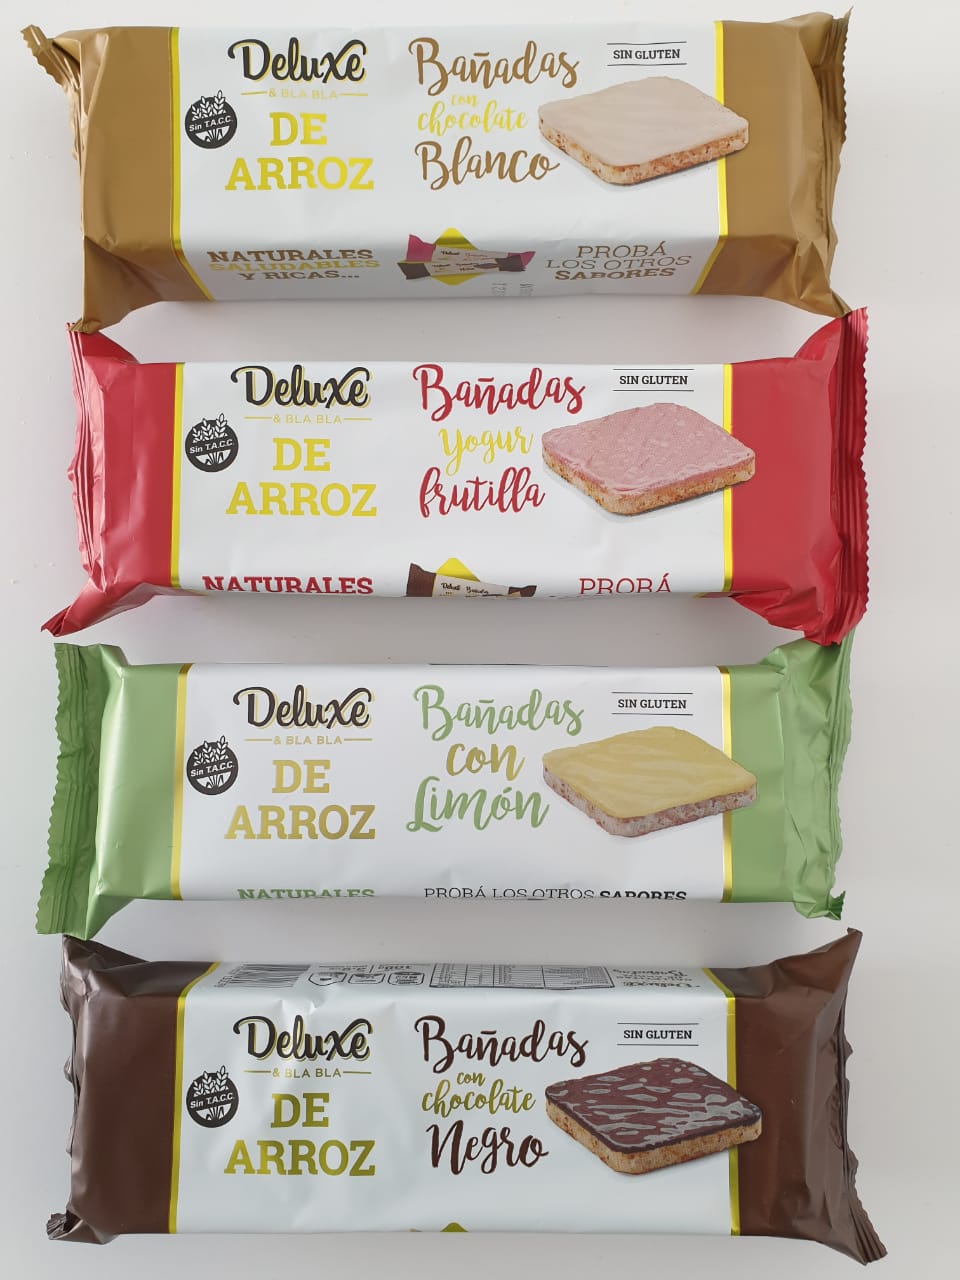 Deluxe
& BLA BLA
Sin T.A.C.C.
DE
ARROZ
Bañadas
con
chocolate
Blanco
SIN GLUTEN
NATURALES
SALUDABLES
Y RICAS...
PROBÁ
LOS OTROS
SABORES
Deluxe
& BLA BLA
Sin T.A.C.C.
DE
ARROZ
Bañadas
Yogur
frutilla
SIN GLUTEN
NATURALES
PROBÁ
Deluxe
& BLA BLA
Sin T.A.C.C.
DE
ARROZ
Bañadas
con
Limón
SIN GLUTEN
NATURALES
PROBÁ LOS OTROS SABORES
Deluxe
Deluxe
& BLA BLA
Sin T.A.C.C.
DE
ARROZ
Bañadas
con
chocolate
Negro
SIN GLUTEN